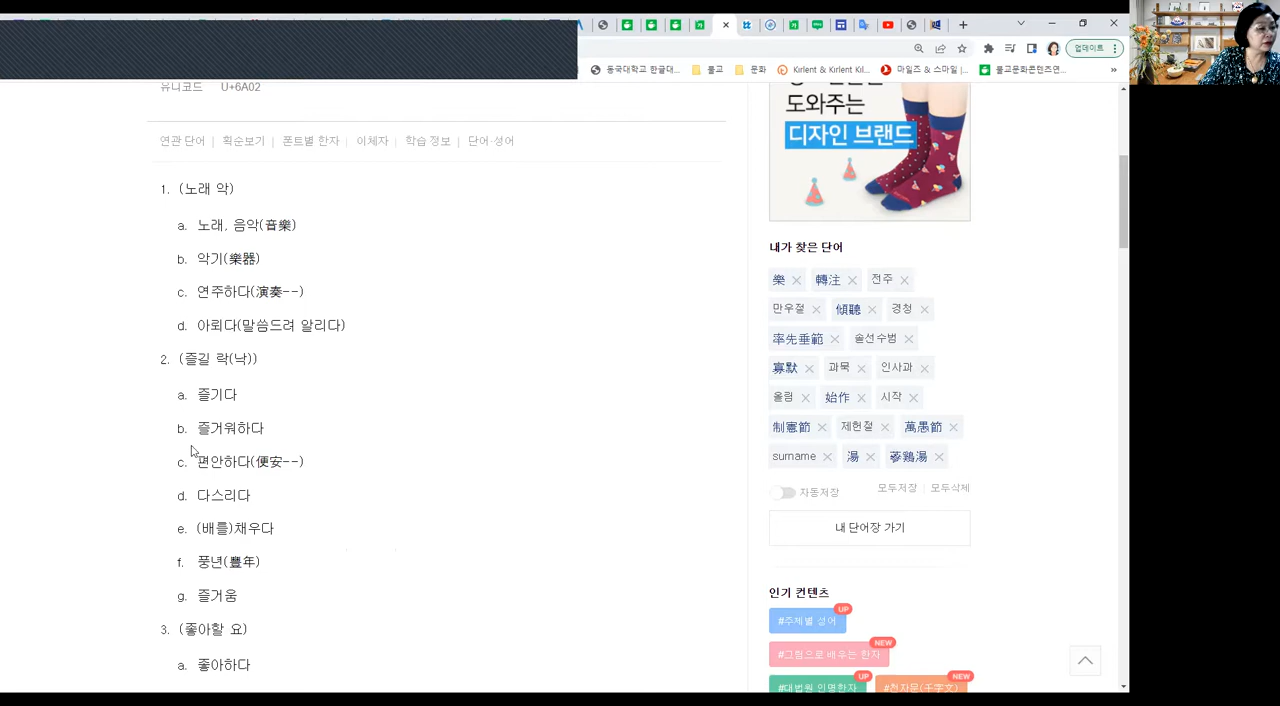 업데이트
동국대학교 한글대...
불교
문화
Kırlent & Kırlent Kıl...
마일즈 & 스마일 |...
불교문화콘텐츠연...
»
유니코드 U+6A02
연관 단어 | 획순보기 | 폰트별 한자 | 이체자 | 학습 정보 | 단어·성어
1. (노래 악)
a. 노래, 음악(音樂)
b. 악기(樂器)
c. 연주하다(演奏--)
d. 아뢰다(말씀드려 알리다)
2. (즐길 락(낙))
a. 즐기다
b. 즐거워하다
c. 편안하다(便安--)
d. 다스리다
e. (배를)채우다
f. 풍년(豐年)
g. 즐거움
3. (좋아할 요)
a. 좋아하다
도와주는
디자인 브랜드
내가 찾은 단어
樂 轉注 전주
만우절 傾聽 경청
率先垂範 솔선수범
寡默 과묵 인사과
올림 始作 시작
制憲節 제헌절 萬愚節
surname 湯 蔘鷄湯
자동저장 모두저장 | 모두삭제
내 단어장 가기
인기 컨텐츠
UP
#주제별 성어
NEW
#그림으로 배우는 한자
UP
NEW
#대법원 인명한자 #천자문(千字文)